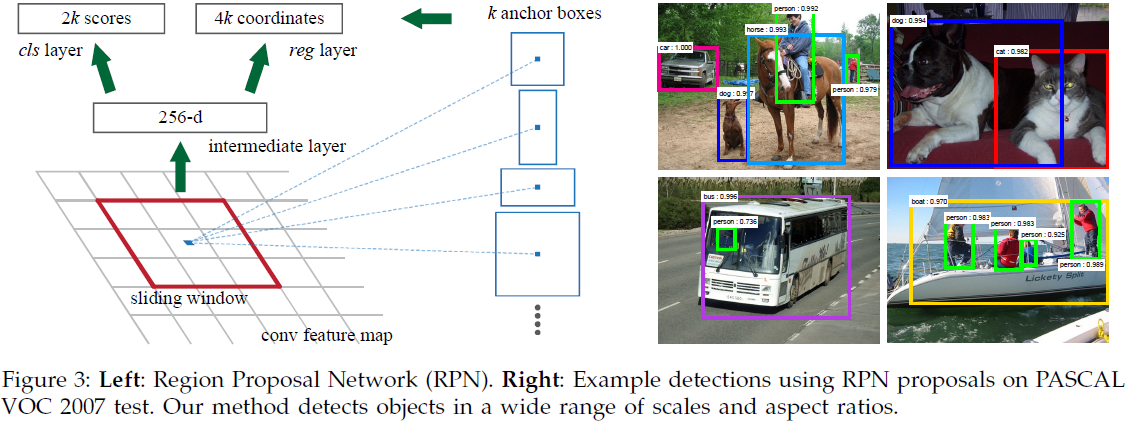 2k scores
4k coordinates
k anchor boxes
cls layer
reg layer
256-d
intermediate layer
sliding window
conv feature map
person : 0.992
horse : 0.993
car : 1.000
dog : 0.997
person : 0.979
dog : 0.994
cat : 0.982
bus : 0.996
person : 0.736
boat : 0.970
person : 0.983
person : 0.983
person : 0.925
person : 0.989
Lickety Split
Figure 3: Left: Region Proposal Network (RPN). Right: Example detections using RPN proposals on PASCAL
VOC 2007 test. Our method detects objects in a wide range of scales and aspect ratios.